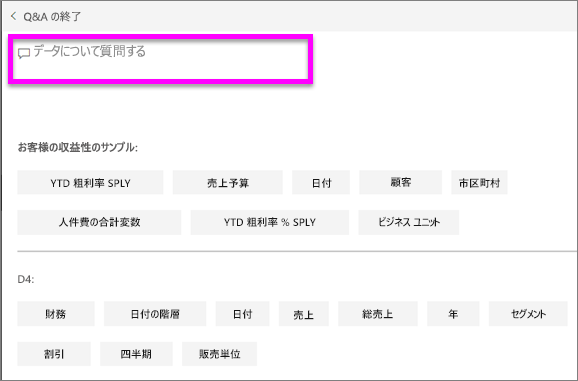 Q&A の終了
データについて質問する
お客様の収益性のサンプル:
YTD 粗利率 SPLY 売上予算 日付 顧客 市区町村
人件費の合計変数 YTD 粗利率 % SPLY ビジネス ユニット
D4:
財務 日付の階層 日付 売上 総売上 年 セグメント
割引 四半期 販売単位